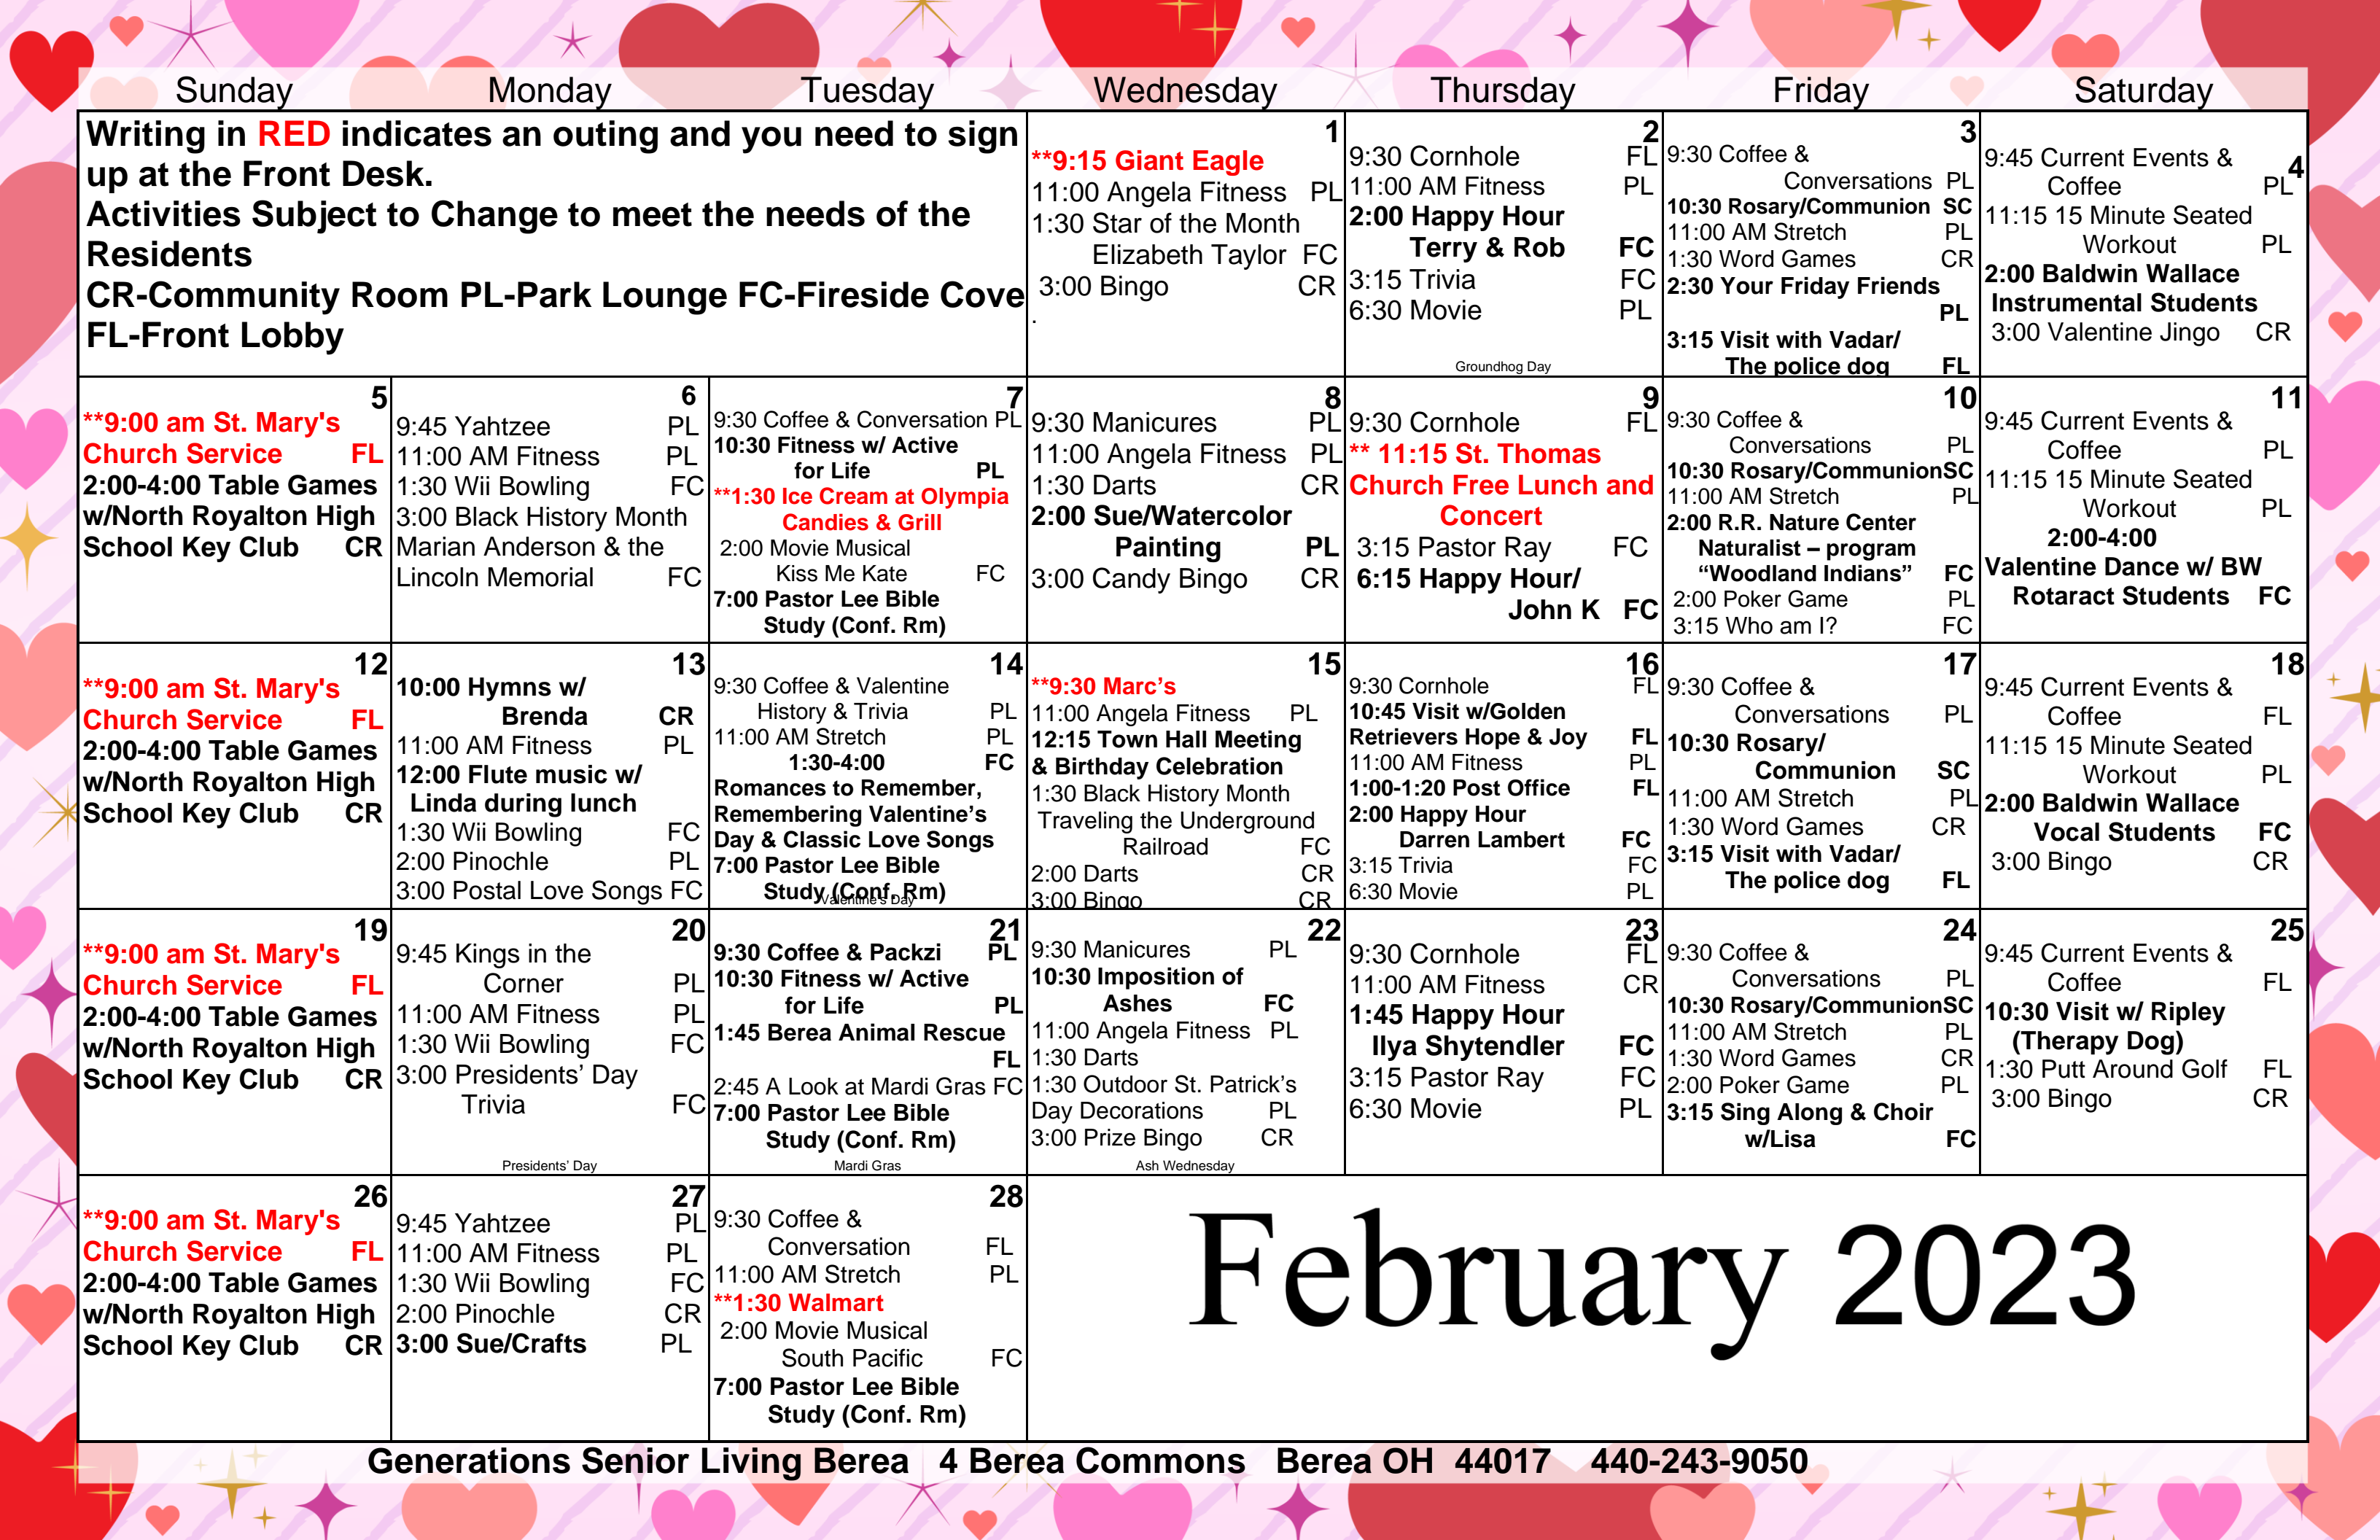 Sunday Monday Tuesday Wednesday Thursday Friday Saturday
Writing in RED indicates an outing and you need to sign
up at the Front Desk.
Activities Subject to Change to meet the needs of the
Residents
CR-Community Room PL-Park Lounge FC-Fireside Cove
FL-Front Lobby
1
**9:15 Giant Eagle
11:00 Angela Fitness PL
1:30 Star of the Month
Elizabeth Taylor FC
3:00 Bingo CR
.
2
9:30 Cornhole FL
11:00 AM Fitness PL
2:00 Happy Hour
Terry & Rob FC
3:15 Trivia FC
6:30 Movie PL
Groundhog Day
3
9:30 Coffee &
Conversations PL
10:30 Rosary/Communion SC
11:00 AM Stretch PL
1:30 Word Games CR
2:30 Your Friday Friends
PL
3:15 Visit with Vadar/
The police dog FL
4
9:45 Current Events &
Coffee PL
11:15 15 Minute Seated
Workout PL
2:00 Baldwin Wallace
Instrumental Students
3:00 Valentine Jingo CR
5
**9:00 am St. Mary's
Church Service FL
2:00-4:00 Table Games
w/North Royalton High
School Key Club CR
6
9:45 Yahtzee PL
11:00 AM Fitness PL
1:30 Wii Bowling FC
3:00 Black History Month
Marian Anderson & the
Lincoln Memorial FC
7
9:30 Coffee & Conversation PL
10:30 Fitness w/ Active
for Life PL
**1:30 Ice Cream at Olympia
Candies & Grill
2:00 Movie Musical
Kiss Me Kate FC
7:00 Pastor Lee Bible
Study (Conf. Rm)
8
9:30 Manicures PL
11:00 Angela Fitness PL
1:30 Darts CR
2:00 Sue/Watercolor
Painting PL
3:00 Candy Bingo CR
9
9:30 Cornhole FL
** 11:15 St. Thomas
Church Free Lunch and
Concert
3:15 Pastor Ray FC
6:15 Happy Hour/
John K FC
10
9:30 Coffee &
Conversations PL
10:30 Rosary/CommunionSC
11:00 AM Stretch PL
2:00 R.R. Nature Center
Naturalist – program
“Woodland Indians” FC
2:00 Poker Game PL
3:15 Who am I? FC
11
9:45 Current Events &
Coffee PL
11:15 15 Minute Seated
Workout PL
2:00-4:00
Valentine Dance w/ BW
Rotaract Students FC
12
**9:00 am St. Mary's
Church Service FL
2:00-4:00 Table Games
w/North Royalton High
School Key Club CR
13
10:00 Hymns w/
Brenda CR
11:00 AM Fitness PL
12:00 Flute music w/
Linda during lunch
1:30 Wii Bowling FC
2:00 Pinochle PL
3:00 Postal Love Songs FC
14
9:30 Coffee & Valentine
History & Trivia PL
11:00 AM Stretch PL
1:30-4:00 FC
Romances to Remember,
Remembering Valentine’s
Day & Classic Love Songs
7:00 Pastor Lee Bible
Study (Conf. Rm)
Valentine's Day
15
**9:30 Marc’s
11:00 Angela Fitness PL
12:15 Town Hall Meeting
& Birthday Celebration
1:30 Black History Month
Traveling the Underground
Railroad FC
2:00 Darts CR
3:00 Bingo CR
16
9:30 Cornhole FL
10:45 Visit w/Golden
Retrievers Hope & Joy FL
11:00 AM Fitness PL
1:00-1:20 Post Office FL
2:00 Happy Hour
Darren Lambert FC
3:15 Trivia FC
6:30 Movie PL
17
9:30 Coffee &
Conversations PL
10:30 Rosary/
Communion SC
11:00 AM Stretch PL
1:30 Word Games CR
3:15 Visit with Vadar/
The police dog FL
18
9:45 Current Events &
Coffee FL
11:15 15 Minute Seated
Workout PL
2:00 Baldwin Wallace
Vocal Students FC
3:00 Bingo CR
19
**9:00 am St. Mary's
Church Service FL
2:00-4:00 Table Games
w/North Royalton High
School Key Club CR
20
9:45 Kings in the
Corner PL
11:00 AM Fitness PL
1:30 Wii Bowling FC
3:00 Presidents’ Day
Trivia FC
Presidents’ Day
21
9:30 Coffee & Packzi PL
10:30 Fitness w/ Active
for Life PL
1:45 Berea Animal Rescue
FL
2:45 A Look at Mardi Gras FC
7:00 Pastor Lee Bible
Study (Conf. Rm)
Mardi Gras
22
9:30 Manicures PL
10:30 Imposition of
Ashes FC
11:00 Angela Fitness PL
1:30 Darts
1:30 Outdoor St. Patrick’s
Day Decorations PL
3:00 Prize Bingo CR
Ash Wednesday
23
9:30 Cornhole FL
11:00 AM Fitness CR
1:45 Happy Hour
Ilya Shytendler FC
3:15 Pastor Ray FC
6:30 Movie PL
24
9:30 Coffee &
Conversations PL
10:30 Rosary/CommunionSC
11:00 AM Stretch PL
1:30 Word Games CR
2:00 Poker Game PL
3:15 Sing Along & Choir
w/Lisa FC
25
9:45 Current Events &
Coffee FL
10:30 Visit w/ Ripley
(Therapy Dog)
1:30 Putt Around Golf FL
3:00 Bingo CR
26
**9:00 am St. Mary's
Church Service FL
2:00-4:00 Table Games
w/North Royalton High
School Key Club CR
27
9:45 Yahtzee PL
11:00 AM Fitness PL
1:30 Wii Bowling FC
2:00 Pinochle CR
3:00 Sue/Crafts PL
28
9:30 Coffee &
Conversation FL
11:00 AM Stretch PL
**1:30 Walmart
2:00 Movie Musical
South Pacific FC
7:00 Pastor Lee Bible
Study (Conf. Rm)
February 2023
Generations Senior Living Berea 4 Berea Commons Berea OH 44017 440-243-9050